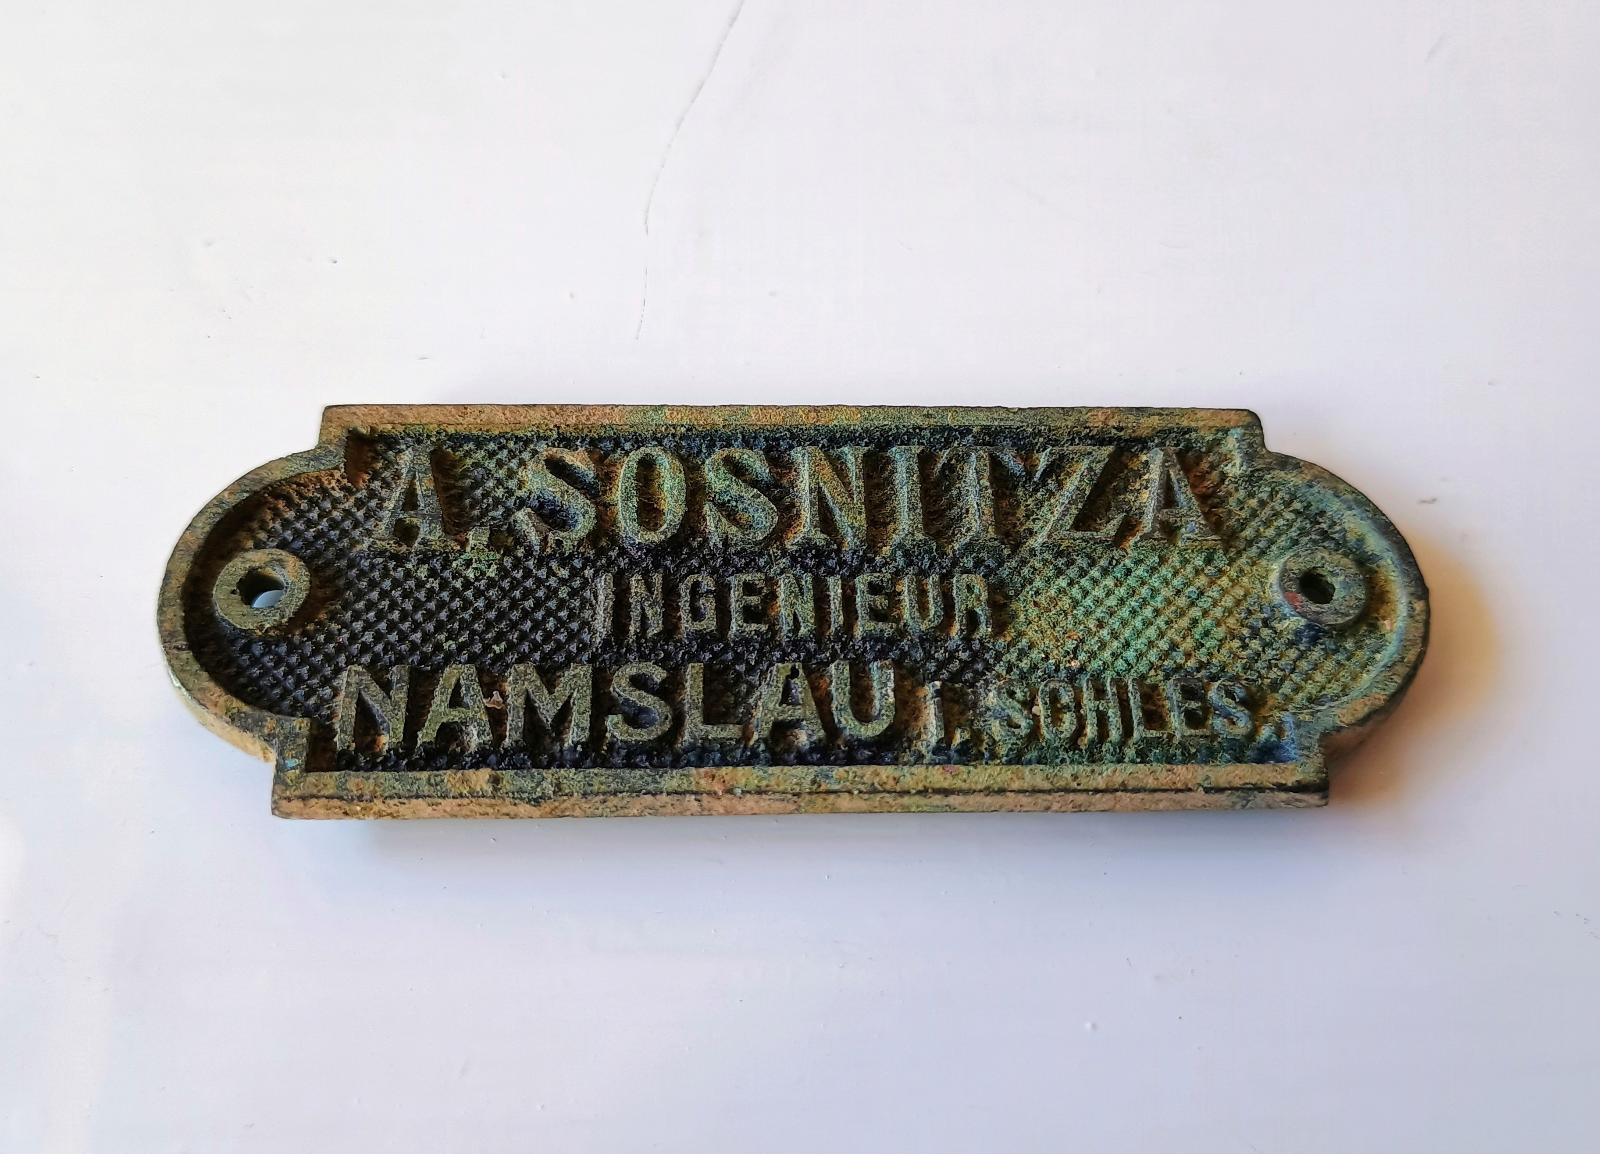 A. SOSNITZA
INGENIEUR
NAMSLAU I. SCHLES.